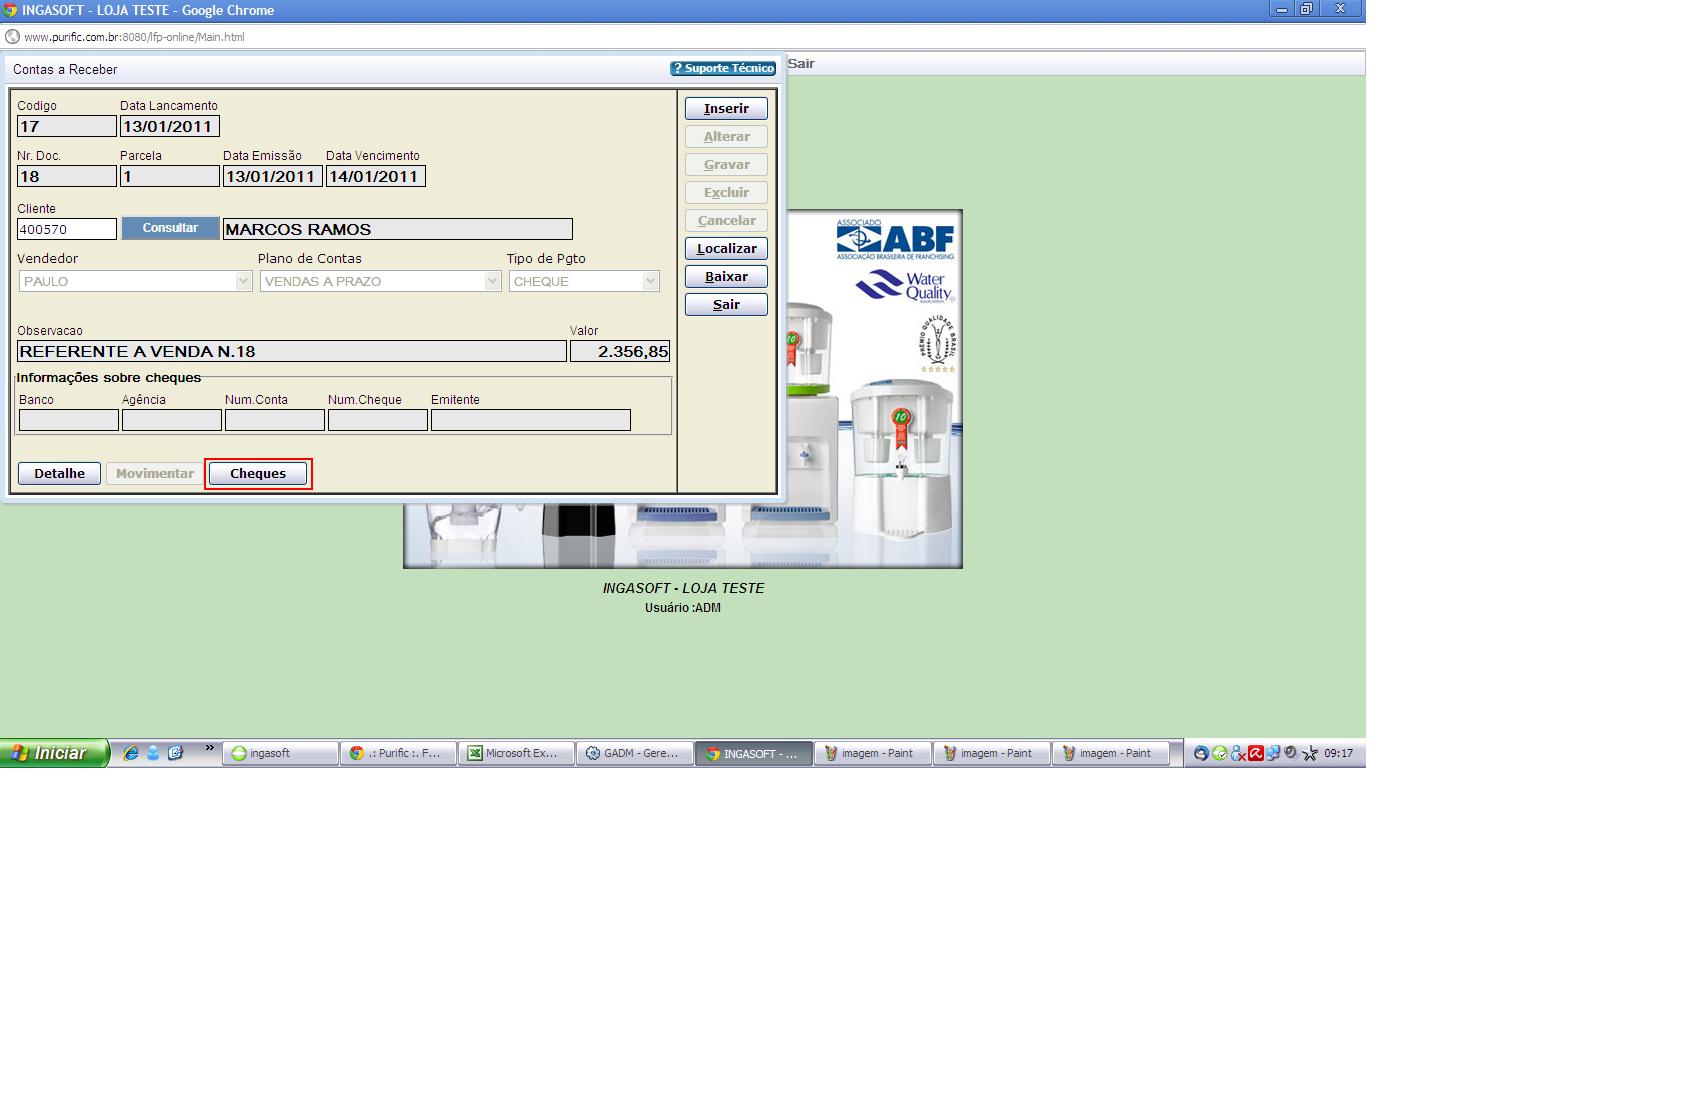 INGASOFT - LOJA TESTE - Google Chrome
www.purific.com.br:8080/lfp-online/Main.html
Contas a Receber
? Suporte Técnico
Sair
Codigo Data Lancamento
17 13/01/2011
Nr. Doc. Parcela Data Emissão Data Vencimento
18 1 13/01/2011 14/01/2011
Cliente
400570 Consultar MARCOS RAMOS
Vendedor Plano de Contas Tipo de Pgto
PAULO VENDAS A PRAZO CHEQUE
Observacao Valor
REFERENTE A VENDA N.18 2.356,85
Informações sobre cheques
Banco Agência Num.Conta Num.Cheque Emitente
Detalhe Movimentar Cheques
Inserir
Alterar
Gravar
Excluir
Cancelar
Localizar
Baixar
Sair
ASSOCIADO
ABF
ASSOCIAÇÃO BRASILEIRA DE FRANCHISING
Water
Quality
PRÊMIO QUALIDADE BRASIL
10
10
INGASOFT - LOJA TESTE
Usuário :ADM
Iniciar
»
ingasoft
.: Purific :. F...
Microsoft Ex...
GADM - Gere...
INGASOFT - ...
imagem - Paint
imagem - Paint
imagem - Paint
09:17